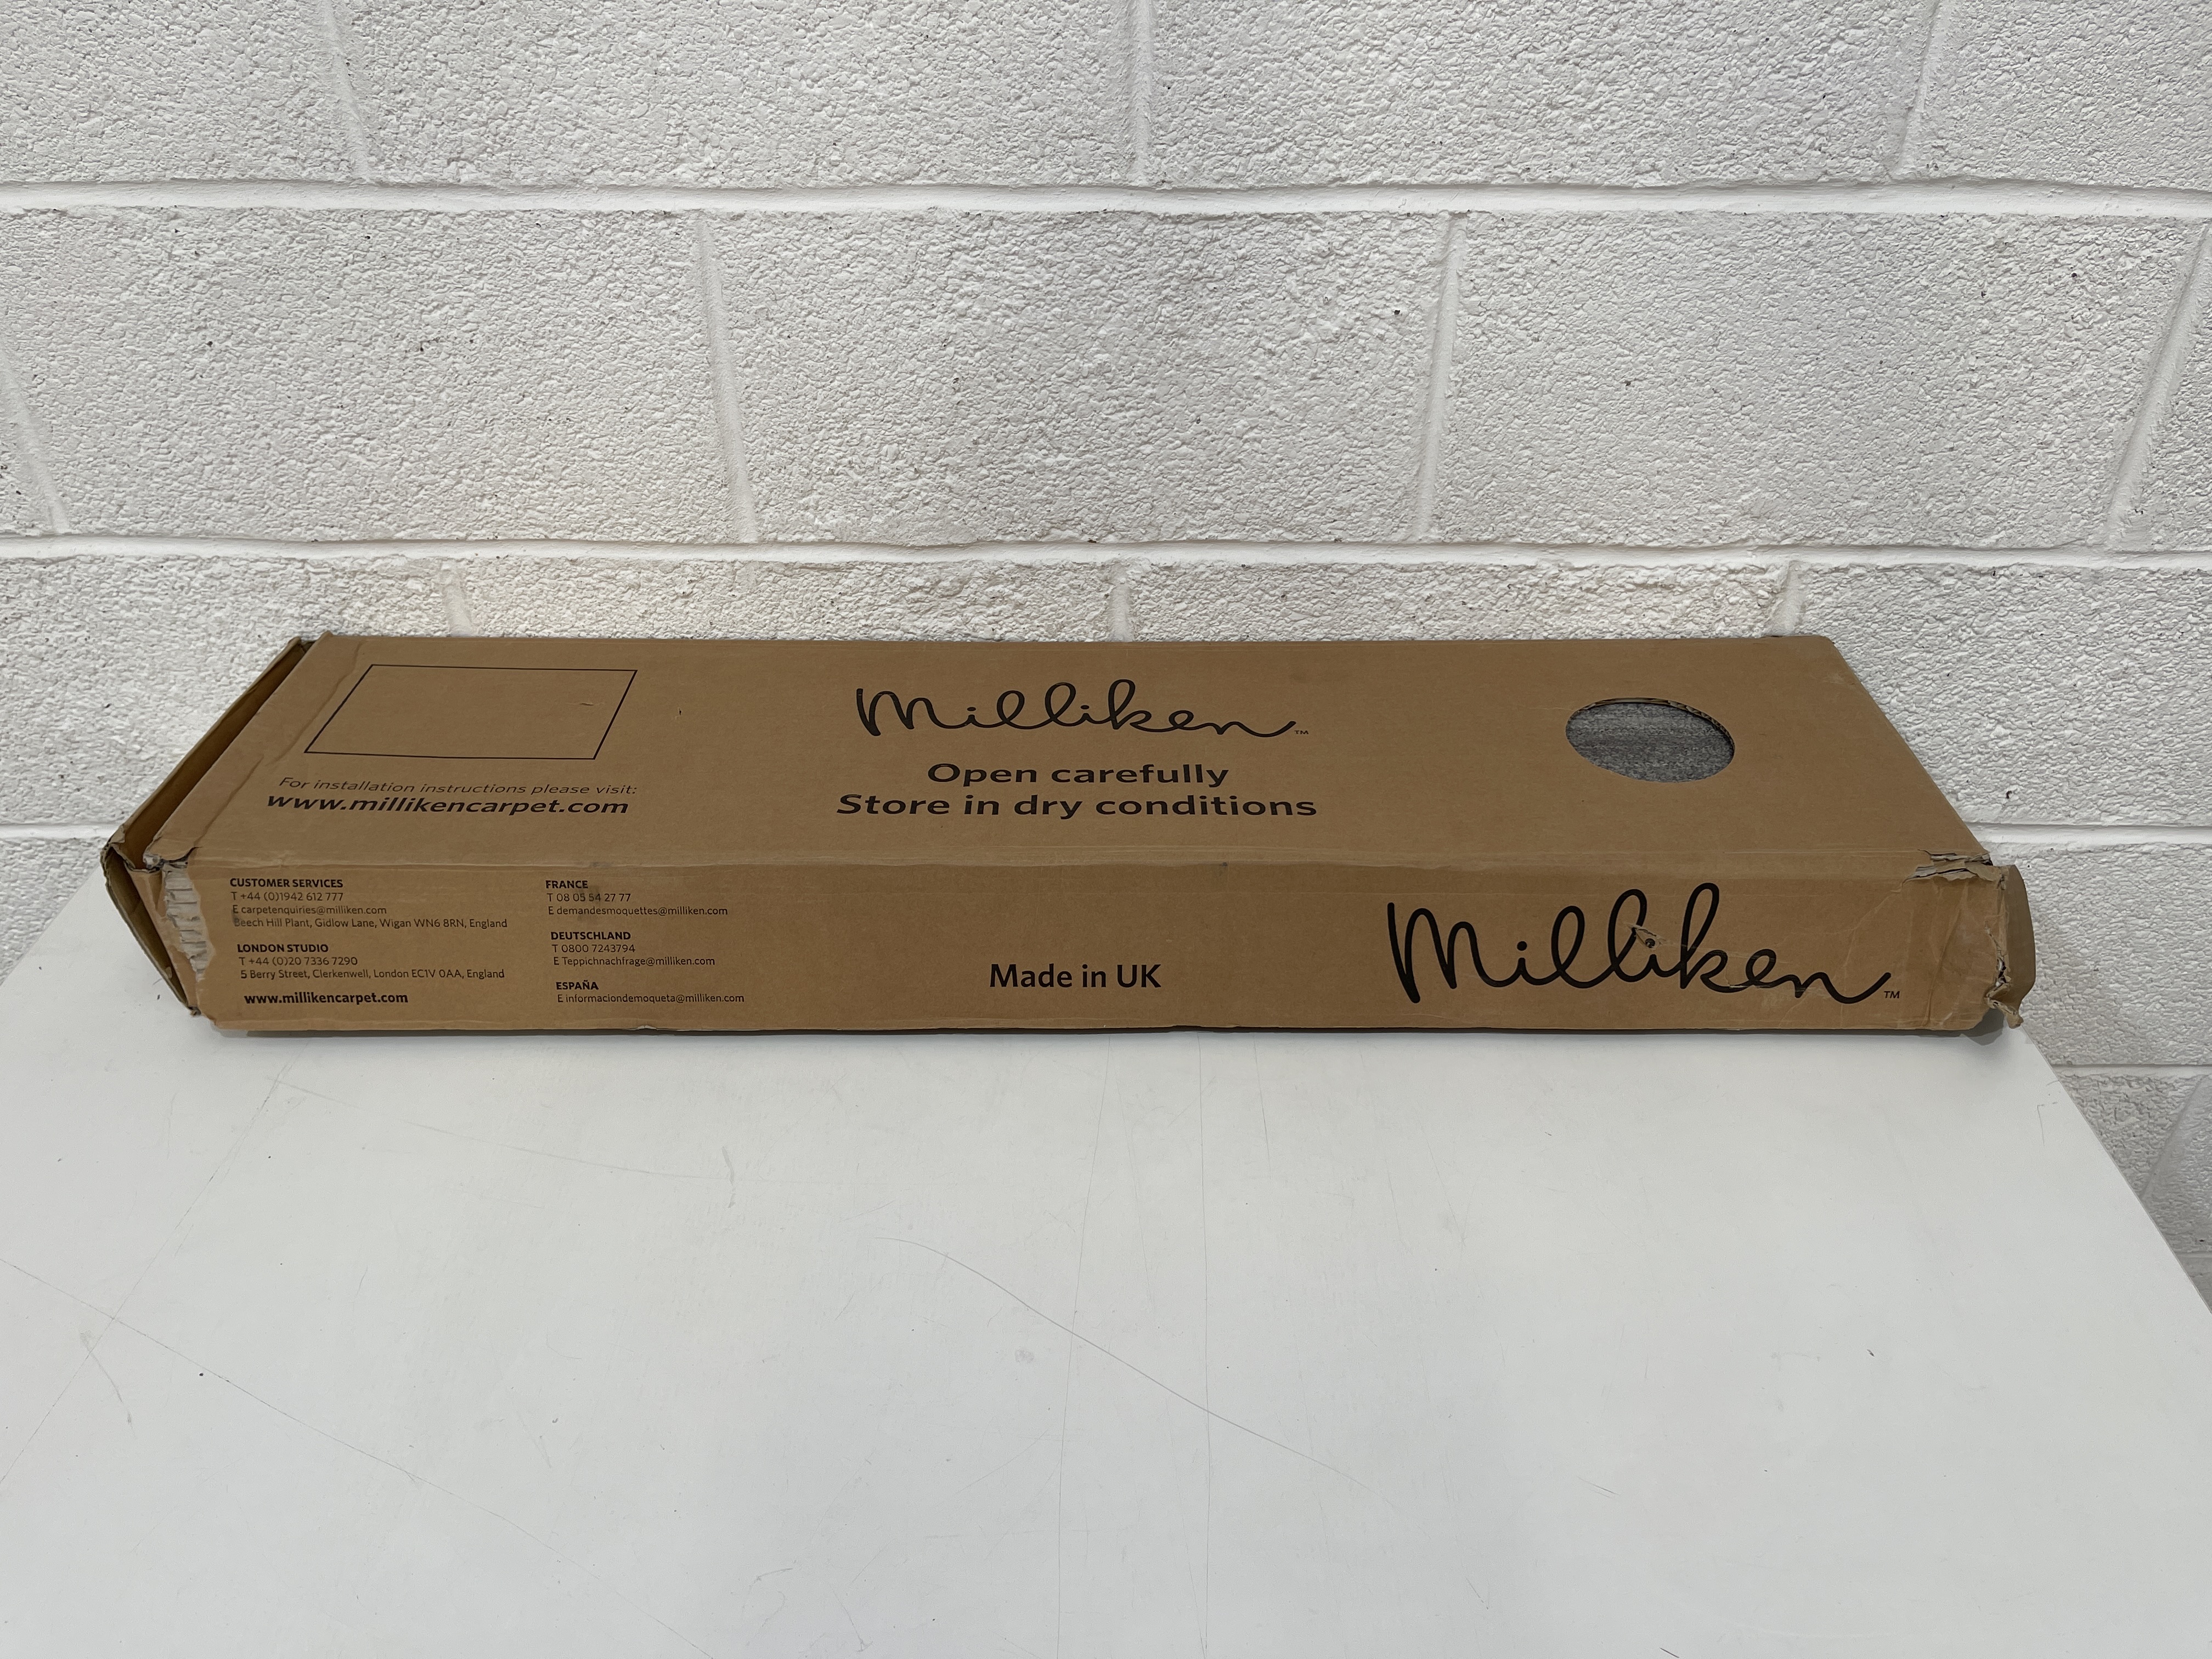 Milliken™
Open carefully
Store in dry conditions
For installation instructions please visit:
www.millikencarpet.com
CUSTOMER SERVICES
T +44 (0)1942 612 777
E carpetenquiries@milliken.com
Beech Hill Plant, Gidlow Lane, Wigan WN6 8RN, England
LONDON STUDIO
T +44 (0)20 7336 7290
5 Berry Street, Clerkenwell, London EC1V 0AA, England
www.millikencarpet.com
FRANCE
T 08 05 54 27 77
E demandesmoquettes@milliken.com
DEUTSCHLAND
T 0800 7243794
E Teppichnachfrage@milliken.com
ESPAÑA
E informaciondemoqueta@milliken.com
Made in UK
Milliken™